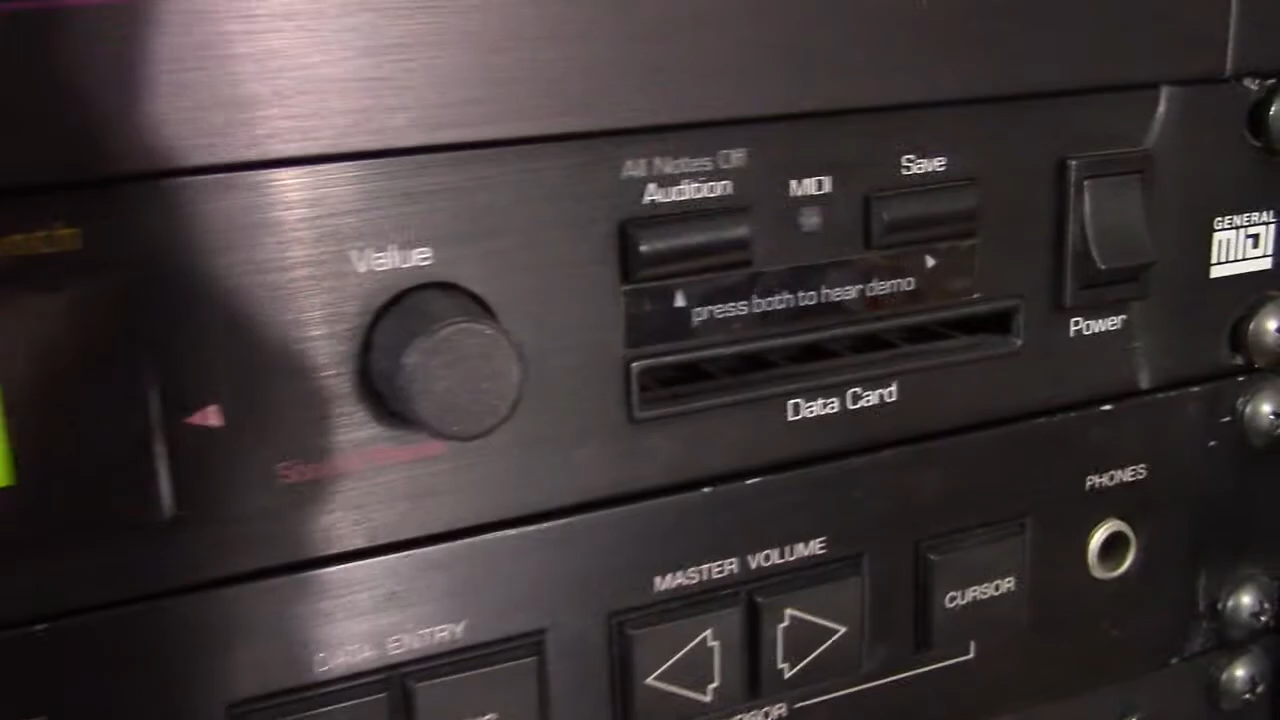 All Notes Off
Audition
MIDI
Save
Value
press both to hear demo
Data Card
Power
GENERAL
MIDI
PHONES
MASTER VOLUME
CURSOR
DATA ENTRY